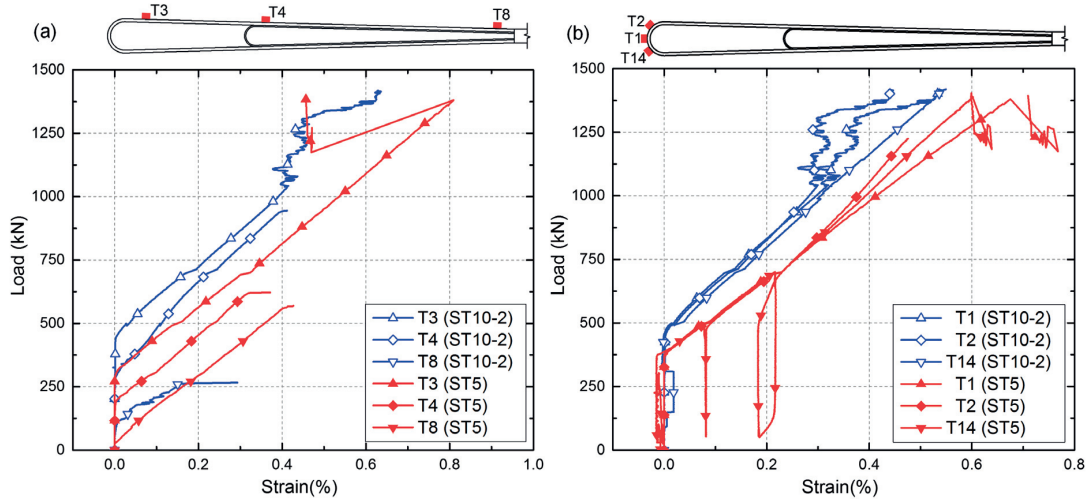 (a)
T3
T4
T8
1500
1250
1000
750
500
250
0
Load (kN)
0.0
0.2
0.4
0.6
0.8
1.0
Strain(%)
T3 (ST10-2)
T4 (ST10-2)
T8 (ST10-2)
T3 (ST5)
T4 (ST5)
T8 (ST5)
(b)
T2
T1
T14
1500
1250
1000
750
500
250
0
Load (kN)
0.0
0.2
0.4
0.6
0.8
Strain(%)
T1 (ST10-2)
T2 (ST10-2)
T14 (ST10-2)
T1 (ST5)
T2 (ST5)
T14 (ST5)